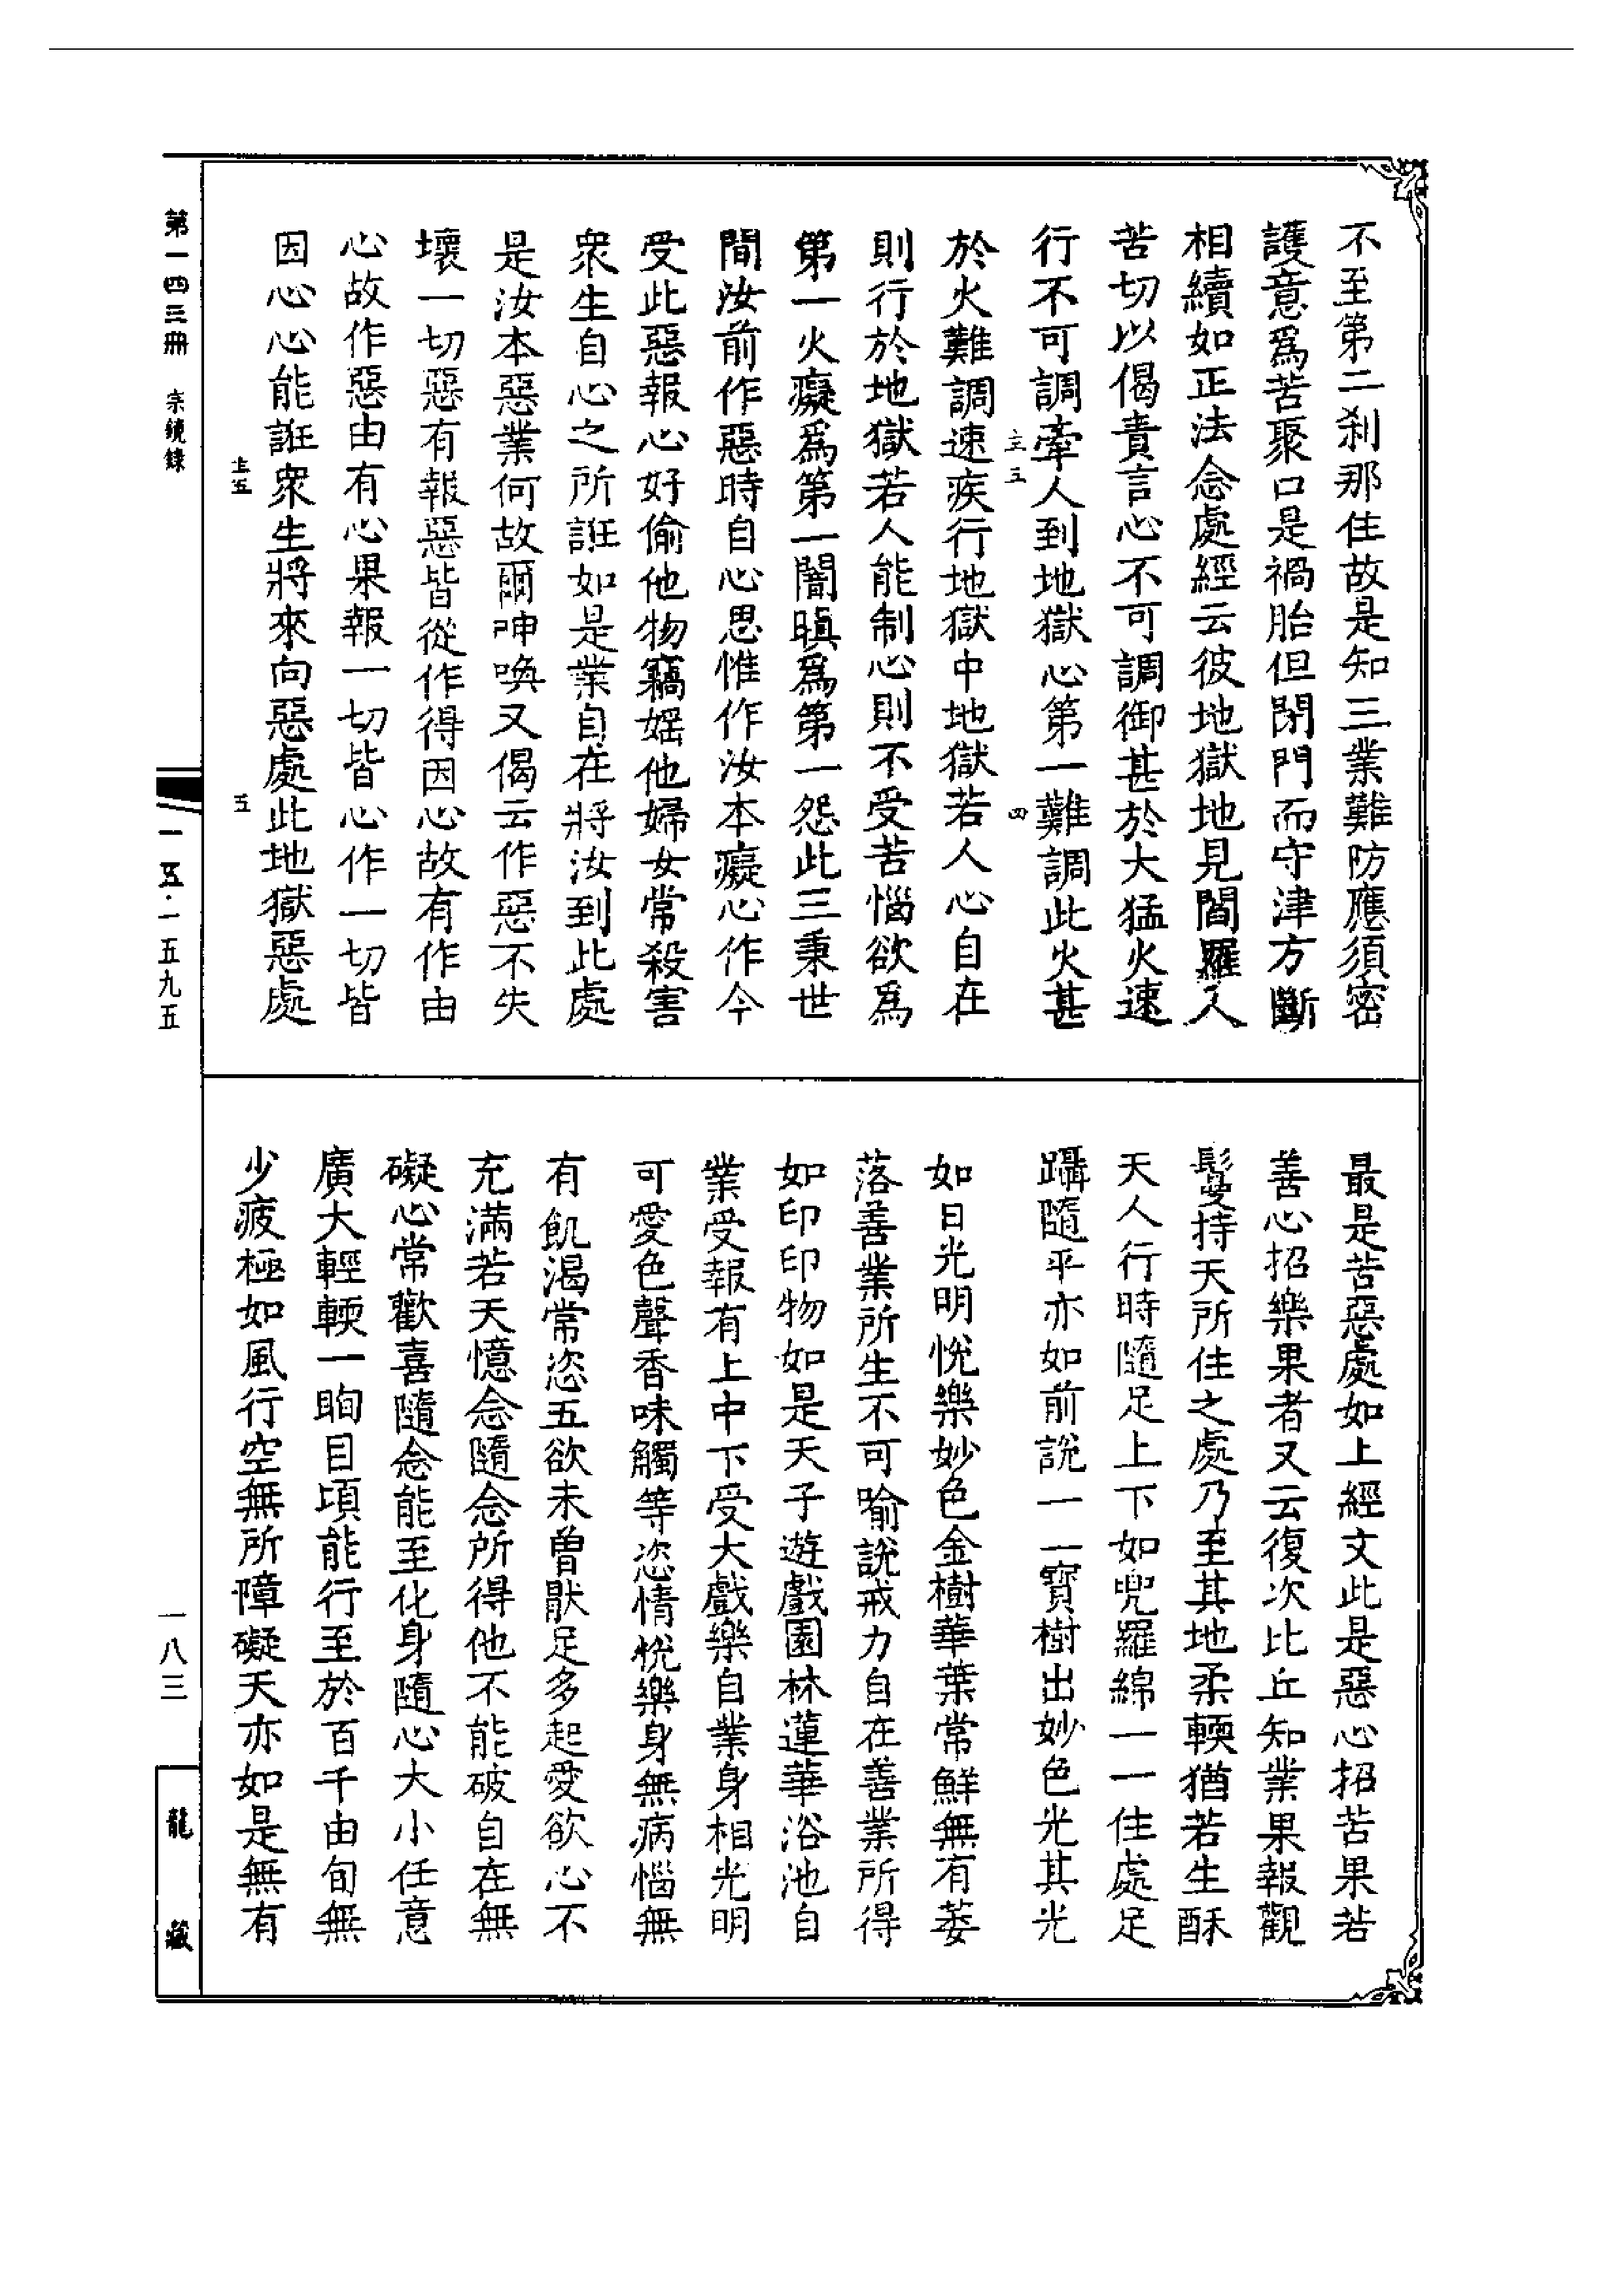 不至第二刹那住故是知三業難防應須密
護意爲苦聚口是禍胎但閉門而守津方斷
相續如正法念處經云彼地獄地見閻羅人
苦切以偈責言心不可調御甚於大猛火速
行不可調牽人到地獄心第一難調此火甚
於火難調速疾行地獄中地獄若人心自在
則行於地獄若人能制心則不受苦惱欲爲
第一火癡爲第一闇瞋爲第一怨此三秉世
間汝前作惡時自心思惟作汝本癡心作今
受此惡報心好偷他物竊婬他婦女常殺害
衆生自心之所誑如是業自在將汝到此處
是汝本惡業何故爾呻喚又偈云作惡不失
壞一切惡有報惡皆從作得因心故有作由
心故作惡由有心果報一切皆心作一切皆
因心心能誑衆生將來向惡處此地獄惡處
最是苦惡處如上經文此是惡心招苦果若
善心招樂果者又云復次比丘知業果報觀
鬘持天所住之處乃至其地柔輭猶若生酥
天人行時隨足上下如兜羅綿一一住處足
躡隨平亦如前說一一寶樹出妙色光其光
如日光明悅樂妙色金樹華葉常鮮無有萎
落善業所生不可喻說戒力自在善業所得
如印印物如是天子遊戲園林蓮華浴池自
業受報有上中下受大戲樂自業身相光明
可愛色聲香味觸等恣情悅樂身無病惱無
有飢渴常恣五欲未曾猒足多起愛欲心不
充滿若天憶念隨念所得他不能破自在無
礙心常歡喜隨念能至化身隨心大小任意
廣大輕輭一眴目頃能行至於百千由旬無
少疲極如風行空無所障礙天亦如是無有
第一四三冊 宗鏡錄
一五·一五九五
一八三
龍藏